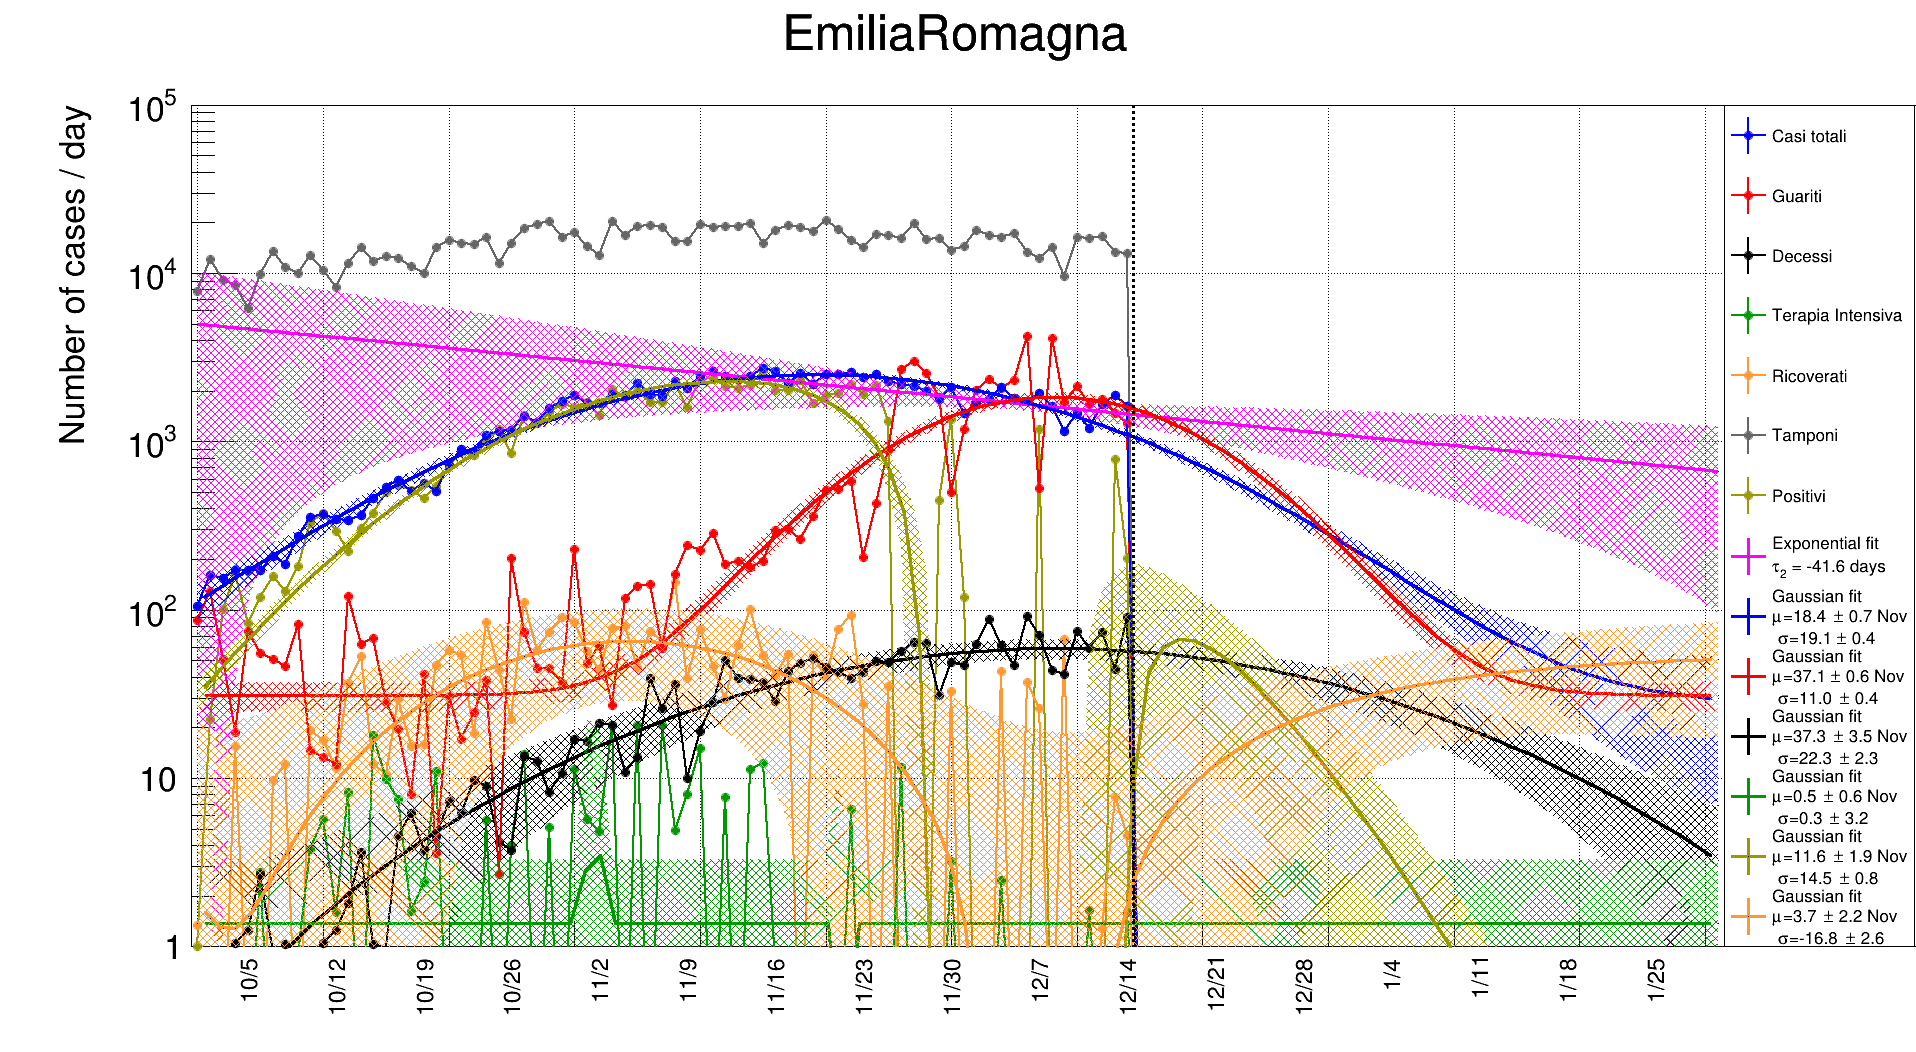 EmiliaRomagna
Number of cases / day
10^5
10^4
10^3
10^2
10
1
10/5
10/12
10/19
10/26
11/2
11/9
11/16
11/23
11/30
12/7
12/14
12/21
12/28
1/4
1/11
1/18
1/25
Casi totali
Guariti
Decessi
Terapia Intensiva
Ricoverati
Tamponi
Positivi
Exponential fit
τ₂ = -41.6 days
Gaussian fit
μ=18.4 ± 0.7 Nov
σ=19.1 ± 0.4
Gaussian fit
μ=37.1 ± 0.6 Nov
σ=11.0 ± 0.4
Gaussian fit
μ=37.3 ± 3.5 Nov
σ=22.3 ± 2.3
Gaussian fit
μ=0.5 ± 0.6 Nov
σ=0.3 ± 3.2
Gaussian fit
μ=11.6 ± 1.9 Nov
σ=14.5 ± 0.8
Gaussian fit
μ=3.7 ± 2.2 Nov
σ=-16.8 ± 2.6